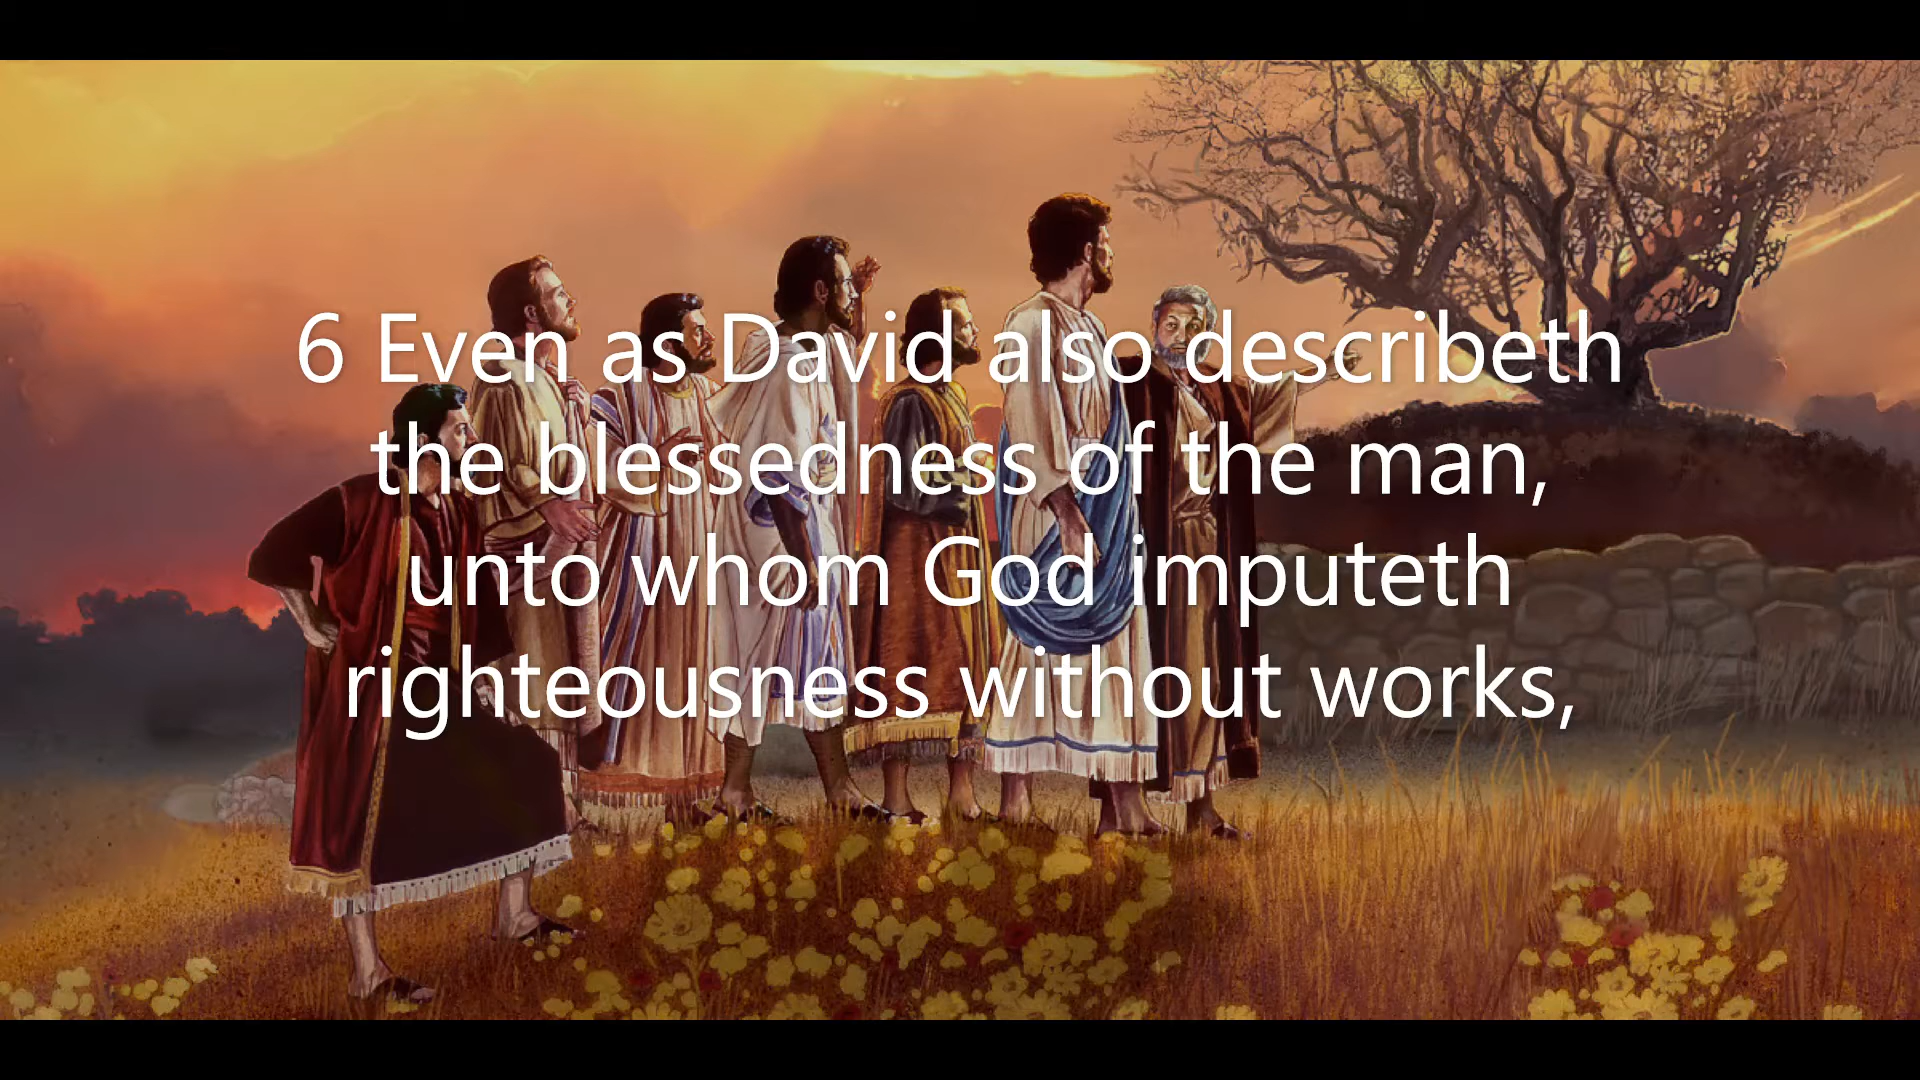 6 Even as David also describeth
the blessedness of the man,
unto whom God imputeth
righteousness without works,